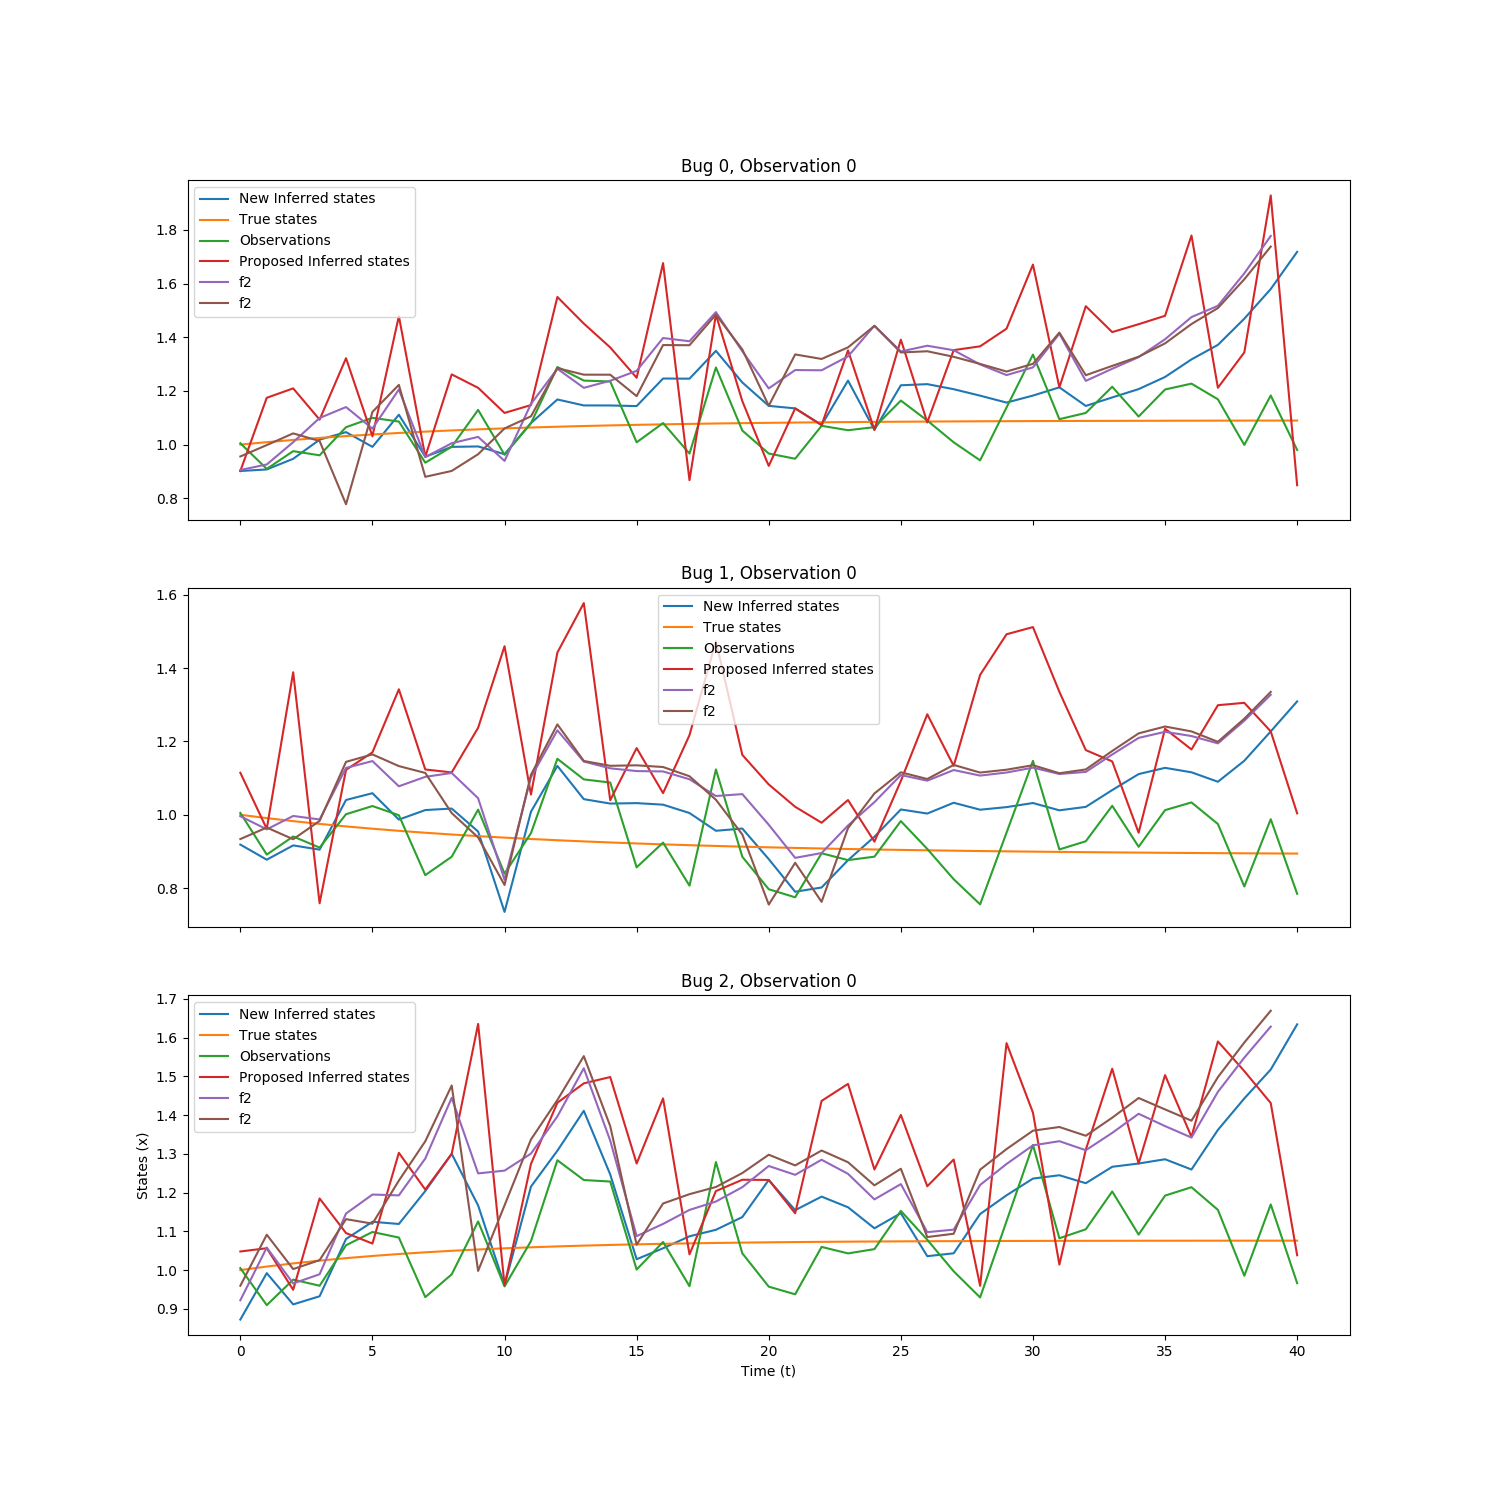 Bug 0, Observation 0
New Inferred states
True states
Observations
Proposed Inferred states
f2
f2
1.8
1.6
1.4
1.2
1.0
0.8
Bug 1, Observation 0
New Inferred states
True states
Observations
Proposed Inferred states
f2
f2
1.6
1.4
1.2
1.0
0.8
Bug 2, Observation 0
New Inferred states
True states
Observations
Proposed Inferred states
f2
f2
1.7
1.6
1.5
1.4
1.3
1.2
1.1
1.0
0.9
States (x)
0 5 10 15 20 25 30 35 40
Time (t)